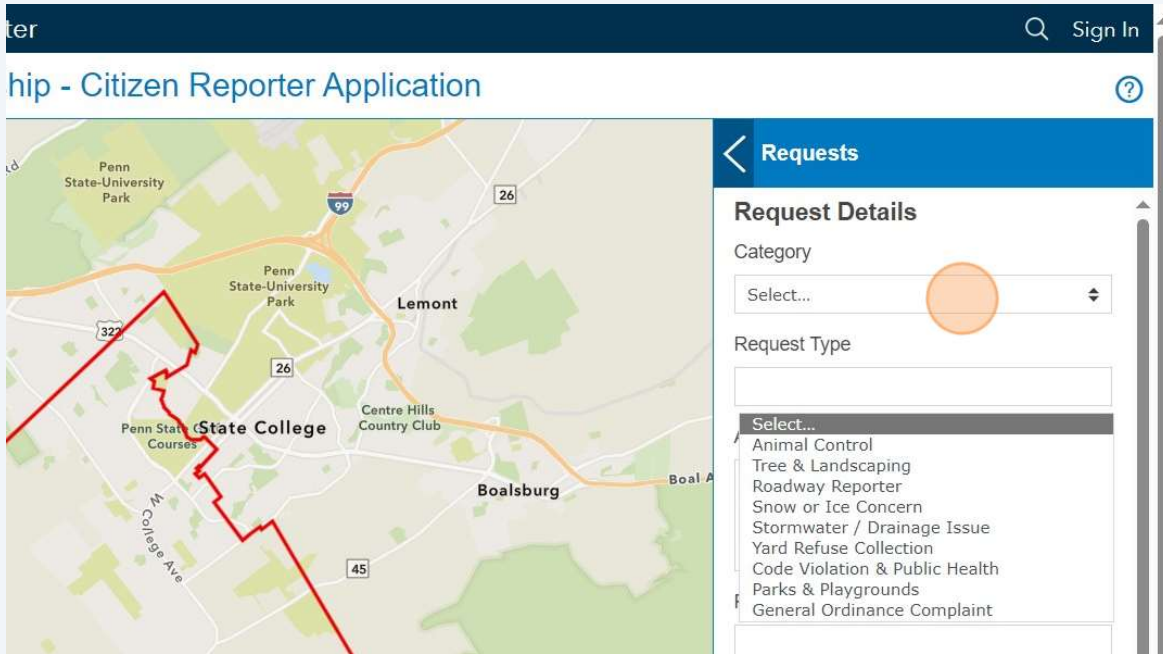 ter
Sign In
hip - Citizen Reporter Application
Requests
Request Details
Category
Select...
Request Type
Select...
Animal Control
Tree & Landscaping
Roadway Reporter
Snow or Ice Concern
Stormwater / Drainage Issue
Yard Refuse Collection
Code Violation & Public Health
Parks & Playgrounds
General Ordinance Complaint
Penn
State-University
Park
99
26
Penn
State-University
Park
Lemont
322
26
Centre Hills
Country Club
Penn State
Courses
State College
Boalsburg
Boal A
W College Ave
45